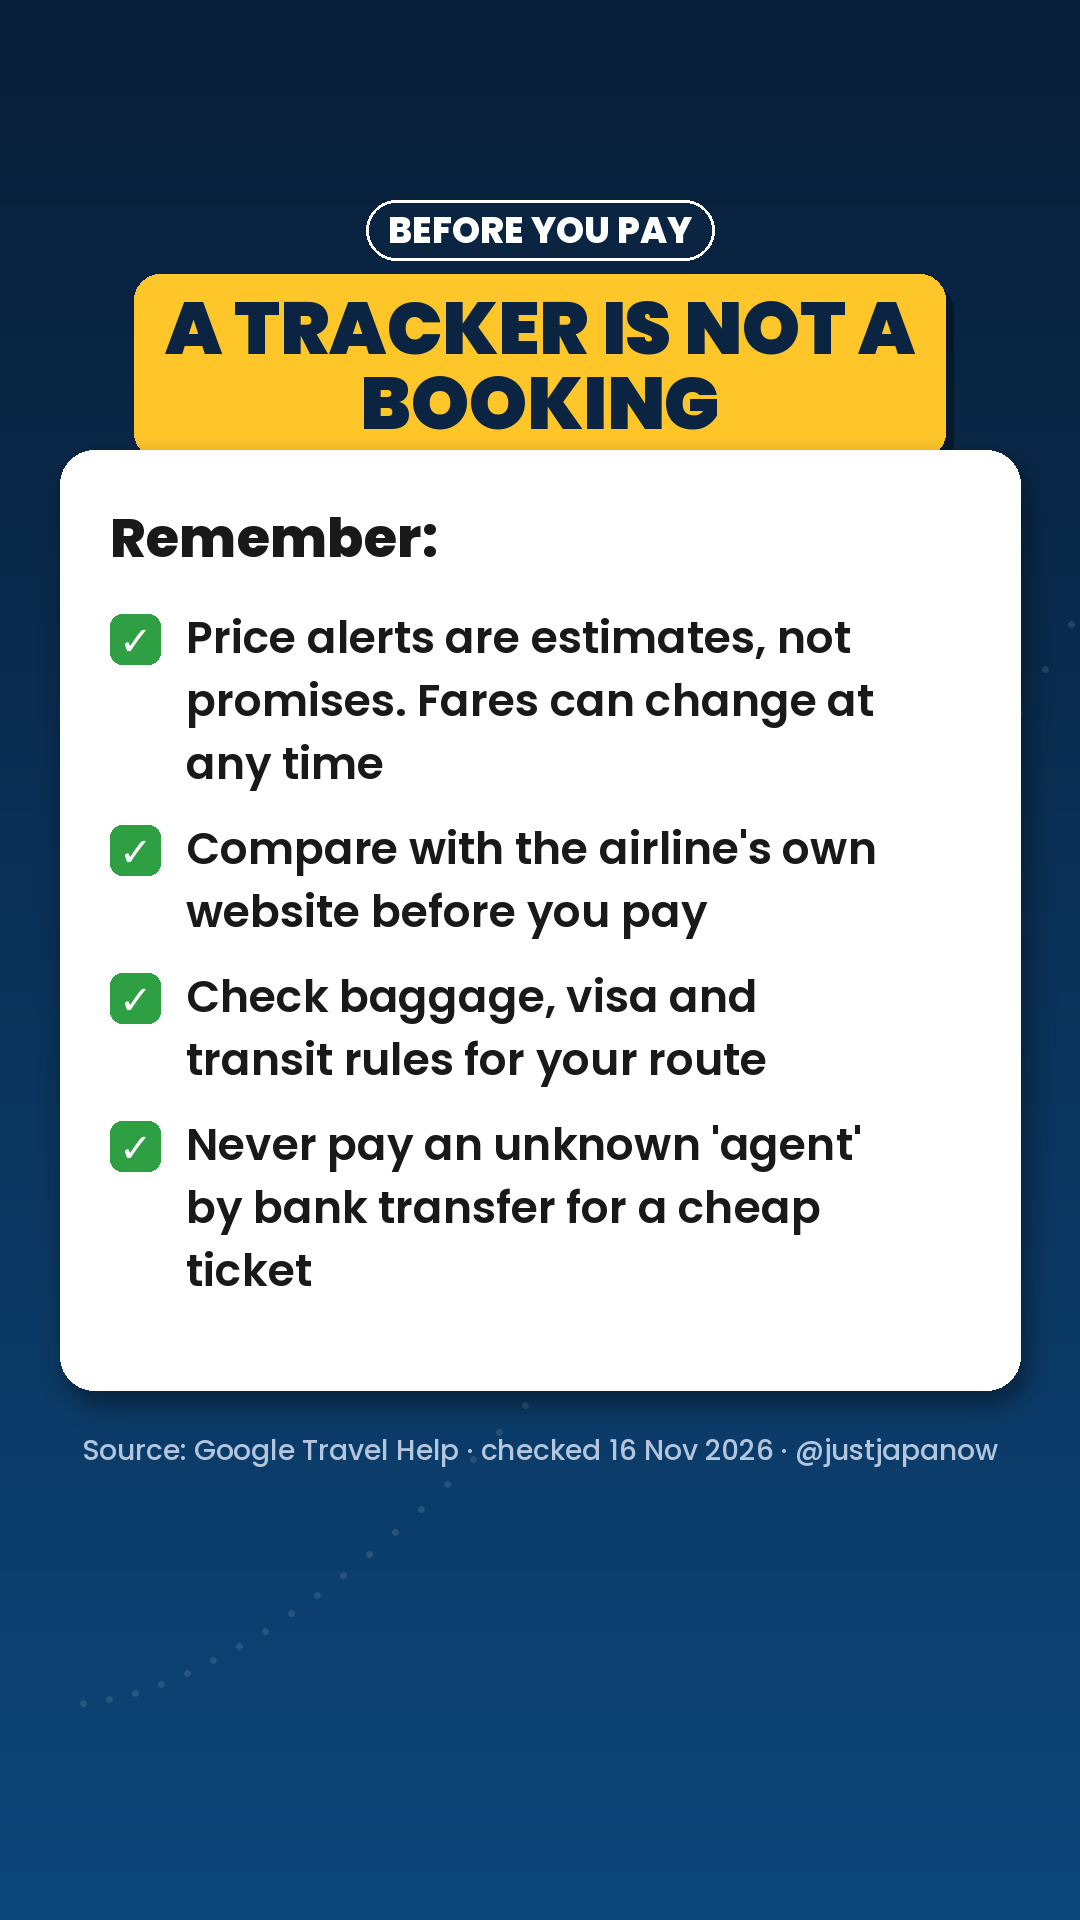 BEFORE YOU PAY
A TRACKER IS NOT A
BOOKING
Remember:
✓ Price alerts are estimates, not
promises. Fares can change at
any time
✓ Compare with the airline's own
website before you pay
✓ Check baggage, visa and
transit rules for your route
✓ Never pay an unknown 'agent'
by bank transfer for a cheap
ticket
Source: Google Travel Help · checked 16 Nov 2026 · @justjapanow